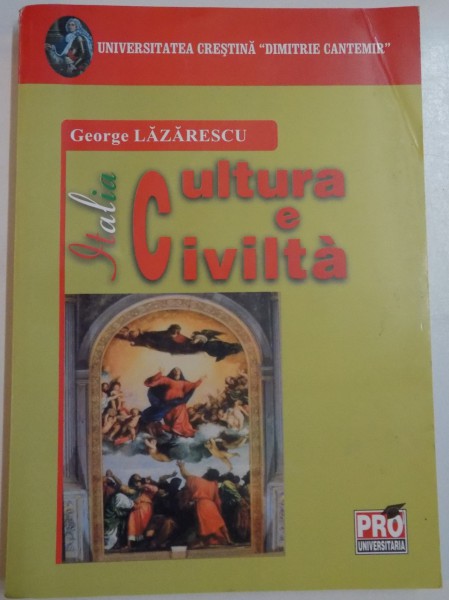 UNIVERSITATEA CREȘTINĂ "DIMITRIE CANTEMIR"
George LĂZĂRESCU
Italia
Cultura
e
Civiltà
PRO
UNIVERSITARIA